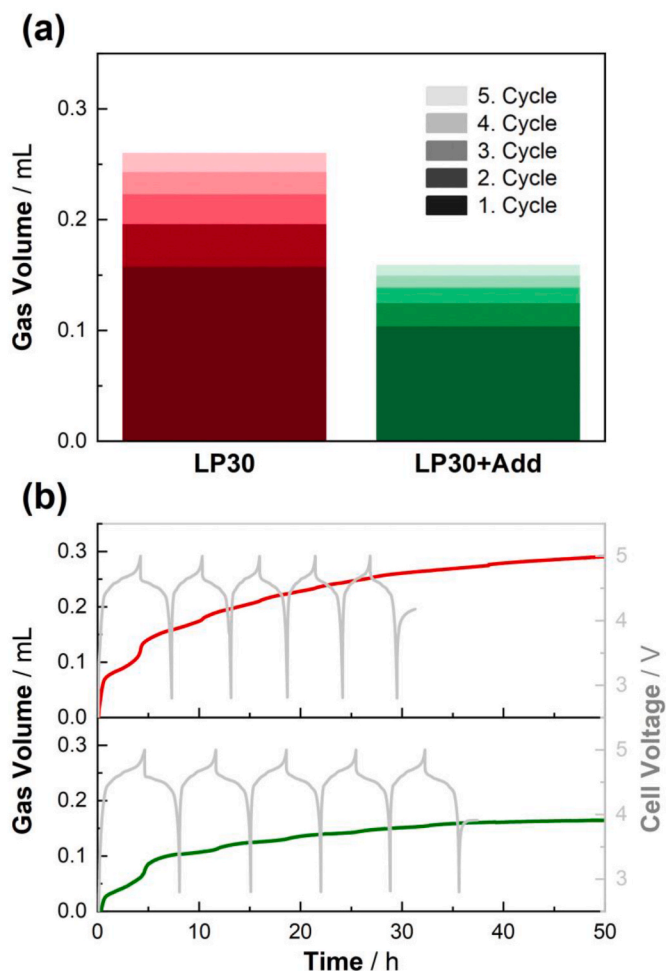 (a)
Gas Volume / mL
0.3
0.2
0.1
0.0
5. Cycle
4. Cycle
3. Cycle
2. Cycle
1. Cycle
LP30
LP30+Add
(b)
Gas Volume / mL
0.3
0.2
0.1
0.0
5
4
3
Gas Volume / mL
0.3
0.2
0.1
0.0
5
4
3
Cell Voltage / V
0
10
20
30
40
50
Time / h